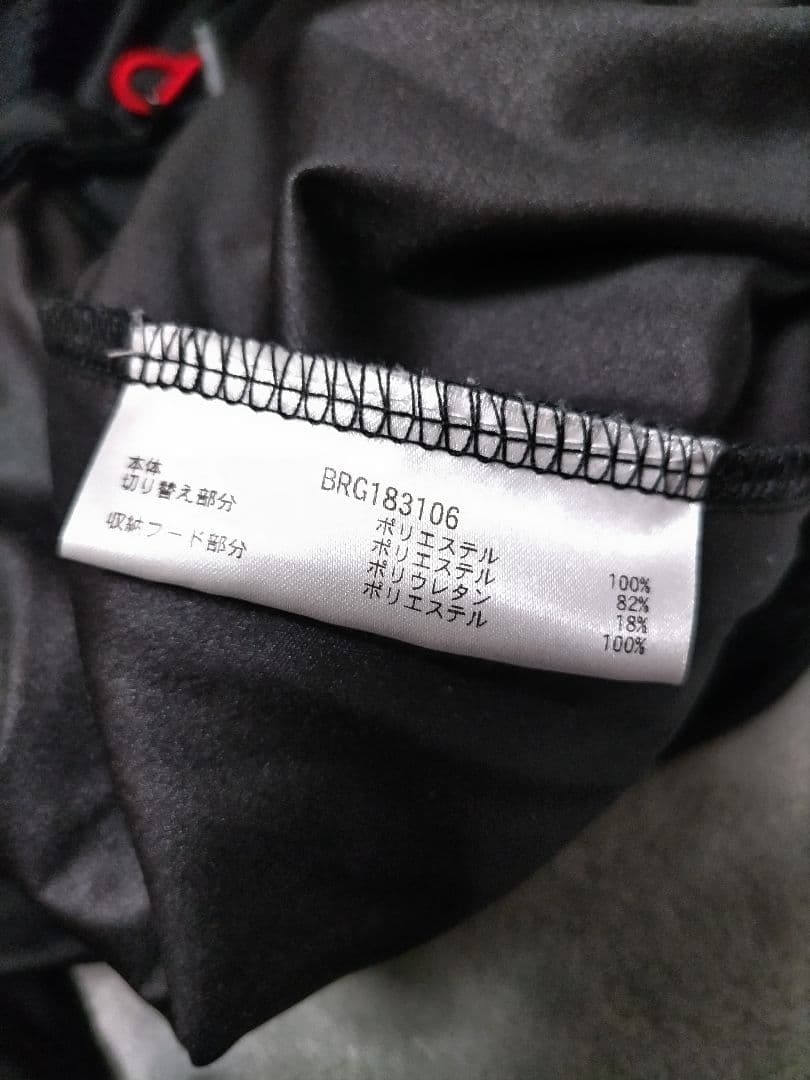 BRG183106
本体 ポリエステル 100%
切り替え部分 ポリエステル 82%
ポリウレタン 18%
収納フード部分 ポリエステル 100%